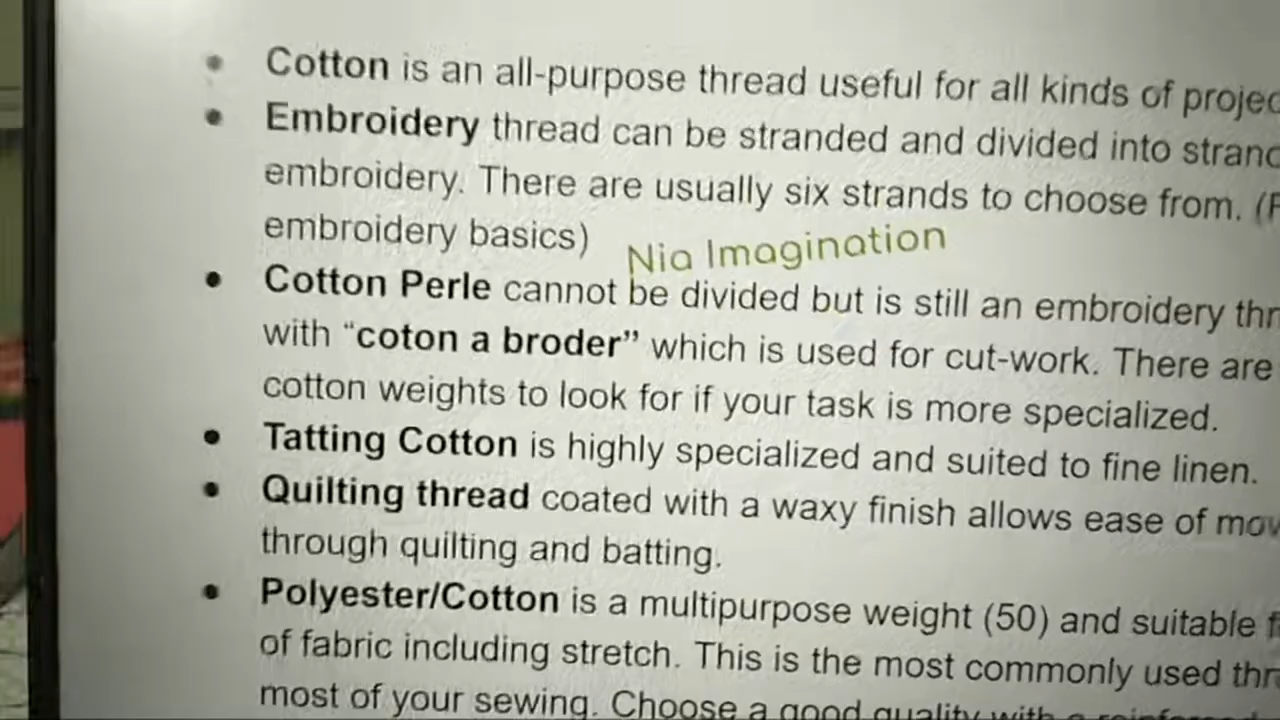 Cotton is an all-purpose thread useful for all kinds of
Embroidery thread can be stranded and divided into
embroidery. There are usually six strands to choose from.
embroidery basics)
Nia Imagination
Cotton Perle cannot be divided but is still an embroidery
with “coton a broder” which is used for cut-work. There are
cotton weights to look for if your task is more specialized.
Tatting Cotton is highly specialized and suited to fine linen.
Quilting thread coated with a waxy finish allows ease of
through quilting and batting.
Polyester/Cotton is a multipurpose weight (50) and suitable
of fabric including stretch. This is the most commonly used
most of your sewing. Choose a good quality with a